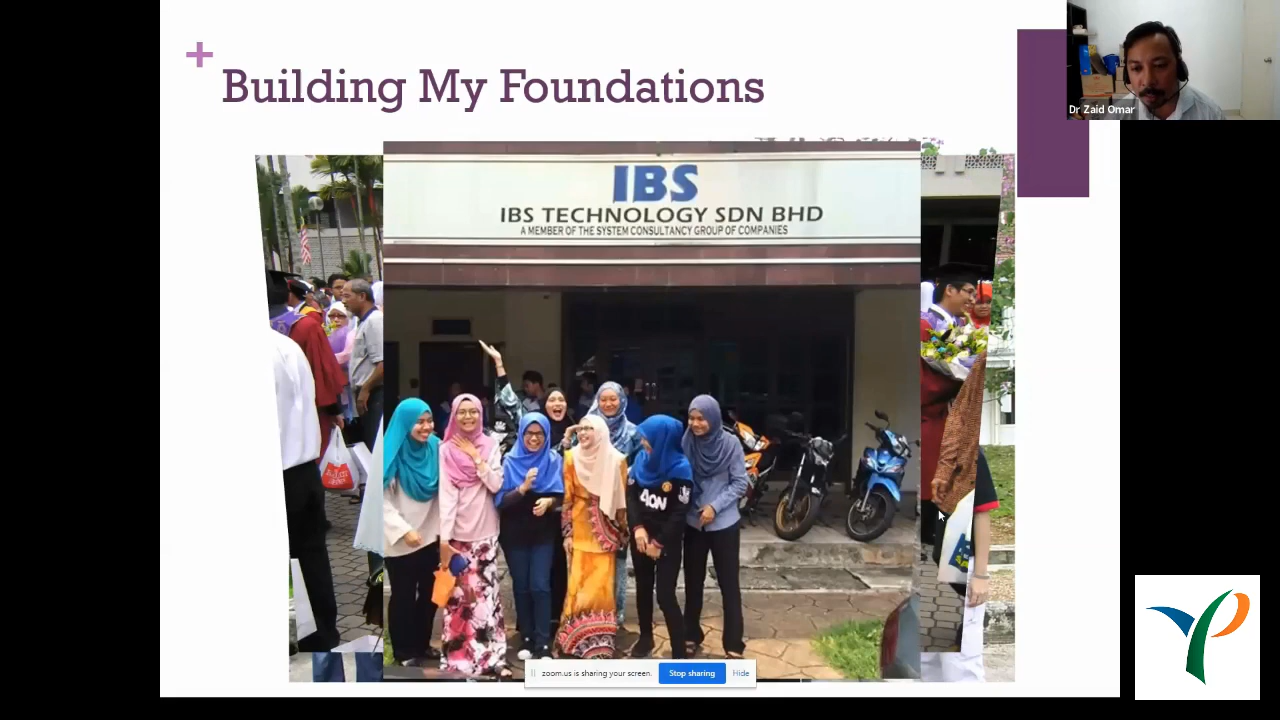 +
Building My Foundations
Dr Zaid Omar
IBS
IBS TECHNOLOGY SDN BHD
A MEMBER OF THE SYSTEM CONSULTANCY GROUP OF COMPANIES
AON
zoom.us is sharing your screen.
Stop sharing
Hide